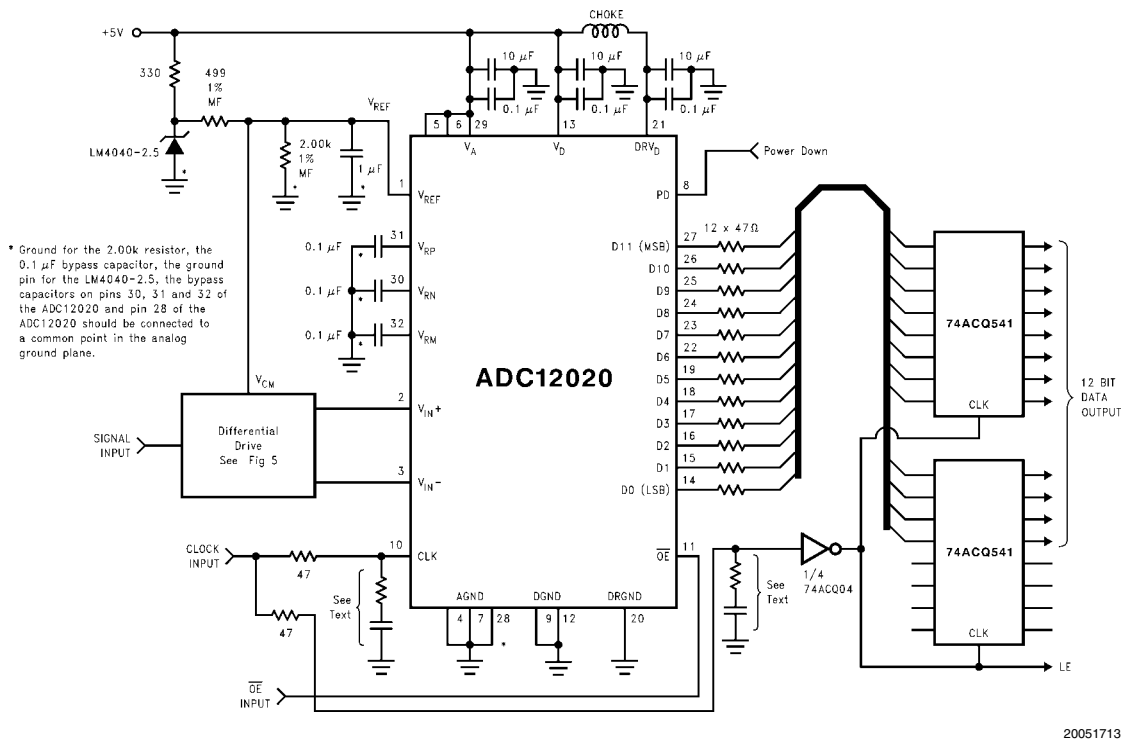 CHOKE
+5V
10 µF
10 µF
10 µF
330
499
1%
MF
0.1 µF
0.1 µF
0.1 µF
VREF
5 6 29
13
21
VA
VD
DRVD
LM4040-2.5
*
2.00k
1%
MF
*
1 µF
*
Power Down
1
VREF
8
PD
12 x 47Ω
* Ground for the 2.00k resistor, the
0.1 µF bypass capacitor, the ground
pin for the LM4040-2.5, the bypass
capacitors on pins 30, 31 and 32 of
the ADC12020 and pin 28 of the
ADC12020 should be connected to
a common point in the analog
ground plane.
0.1 µF
*
31
VRP
0.1 µF
*
30
VRN
0.1 µF
*
32
VRM
D11 (MSB) 27
D10 26
D9 25
D8 24
D7 23
D6 22
D5 19
D4 18
D3 17
D2 16
D1 15
D0 (LSB) 14
ADC12020
74ACQ541
CLK
12 BIT
DATA
OUTPUT
VCM
2
VIN+
SIGNAL
INPUT
Differential
Drive
See Fig 5
3
VIN-
CLOCK
INPUT
47
10
CLK
11
OE
1/4
74ACQ04
74ACQ541
CLK
See
Text
See
Text
47
AGND
DGND
DRGND
4 7 28
*
9 12
20
LE
OE
INPUT
20051713